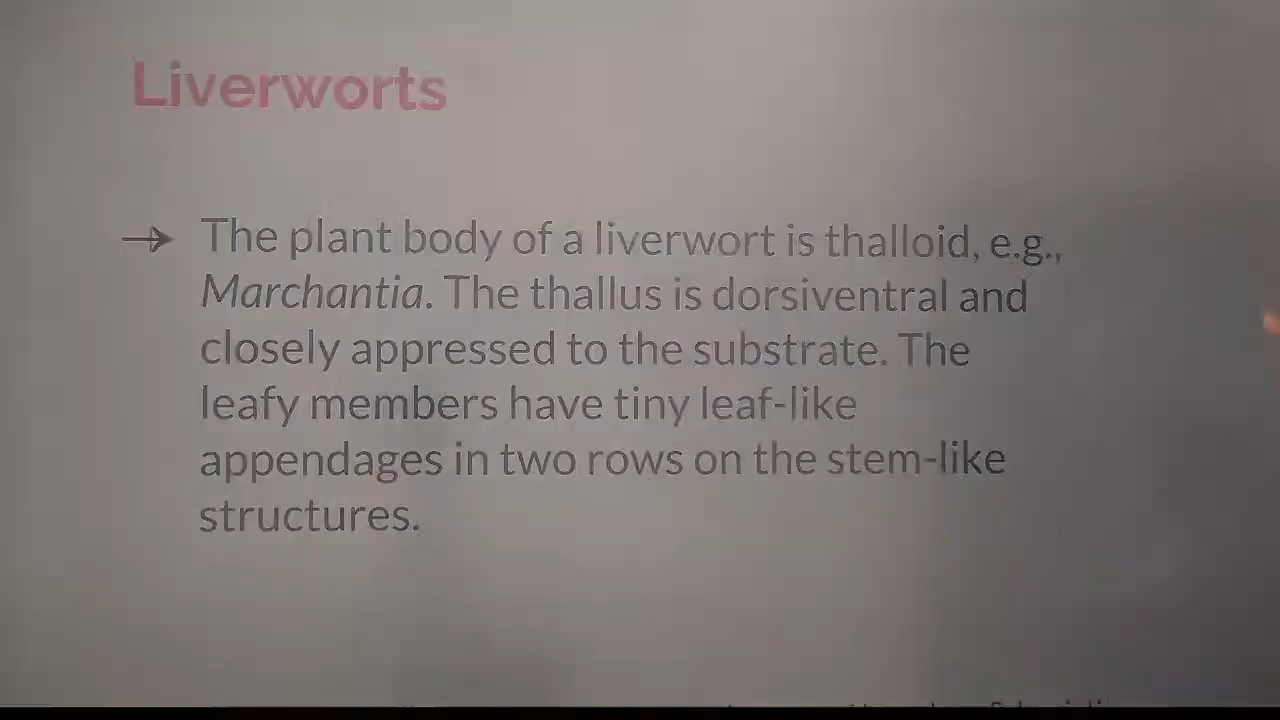 Liverworts
→ The plant body of a liverwort is thalloid, e.g.,
Marchantia. The thallus is dorsiventral and
closely appressed to the substrate. The
leafy members have tiny leaf-like
appendages in two rows on the stem-like
structures.